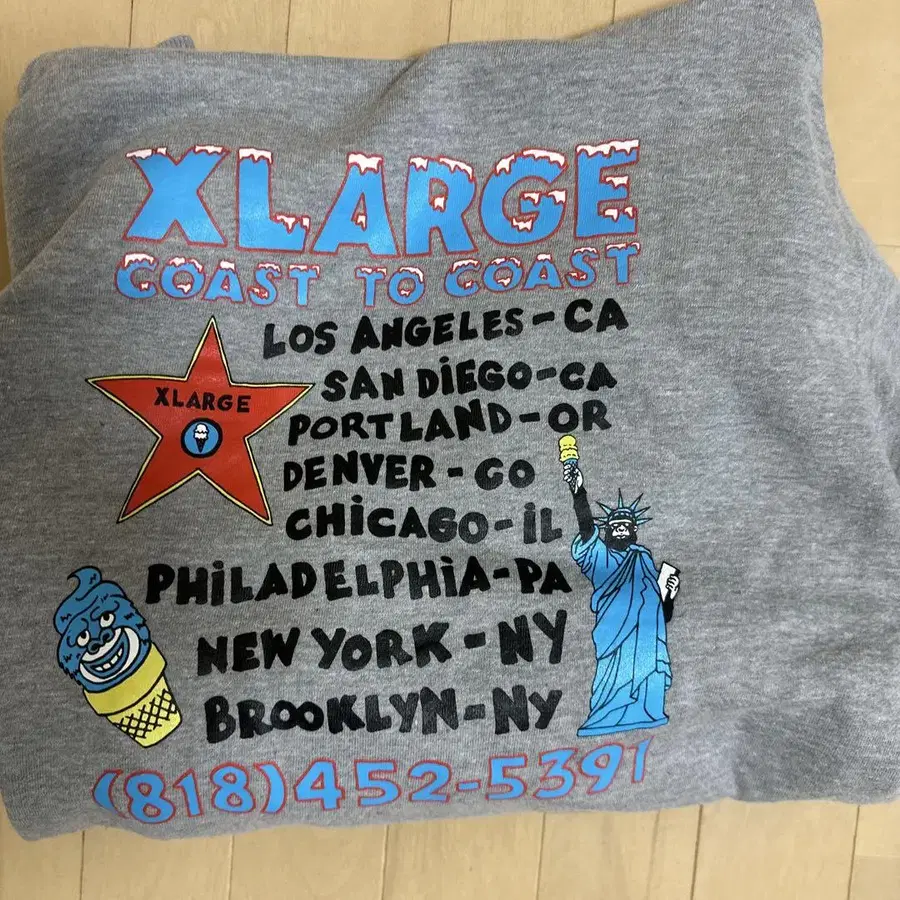 XLARGE
COAST TO COAST
LOS ANGELES-CA
XLARGE
SAN DiEGO-CA
PORTLAND-OR
DENVER-GO
CHiCAGO-iL
PHiLADELPHiA-PA
NEW YORK-NY
BROOKLYN-NY
(818)452-5391